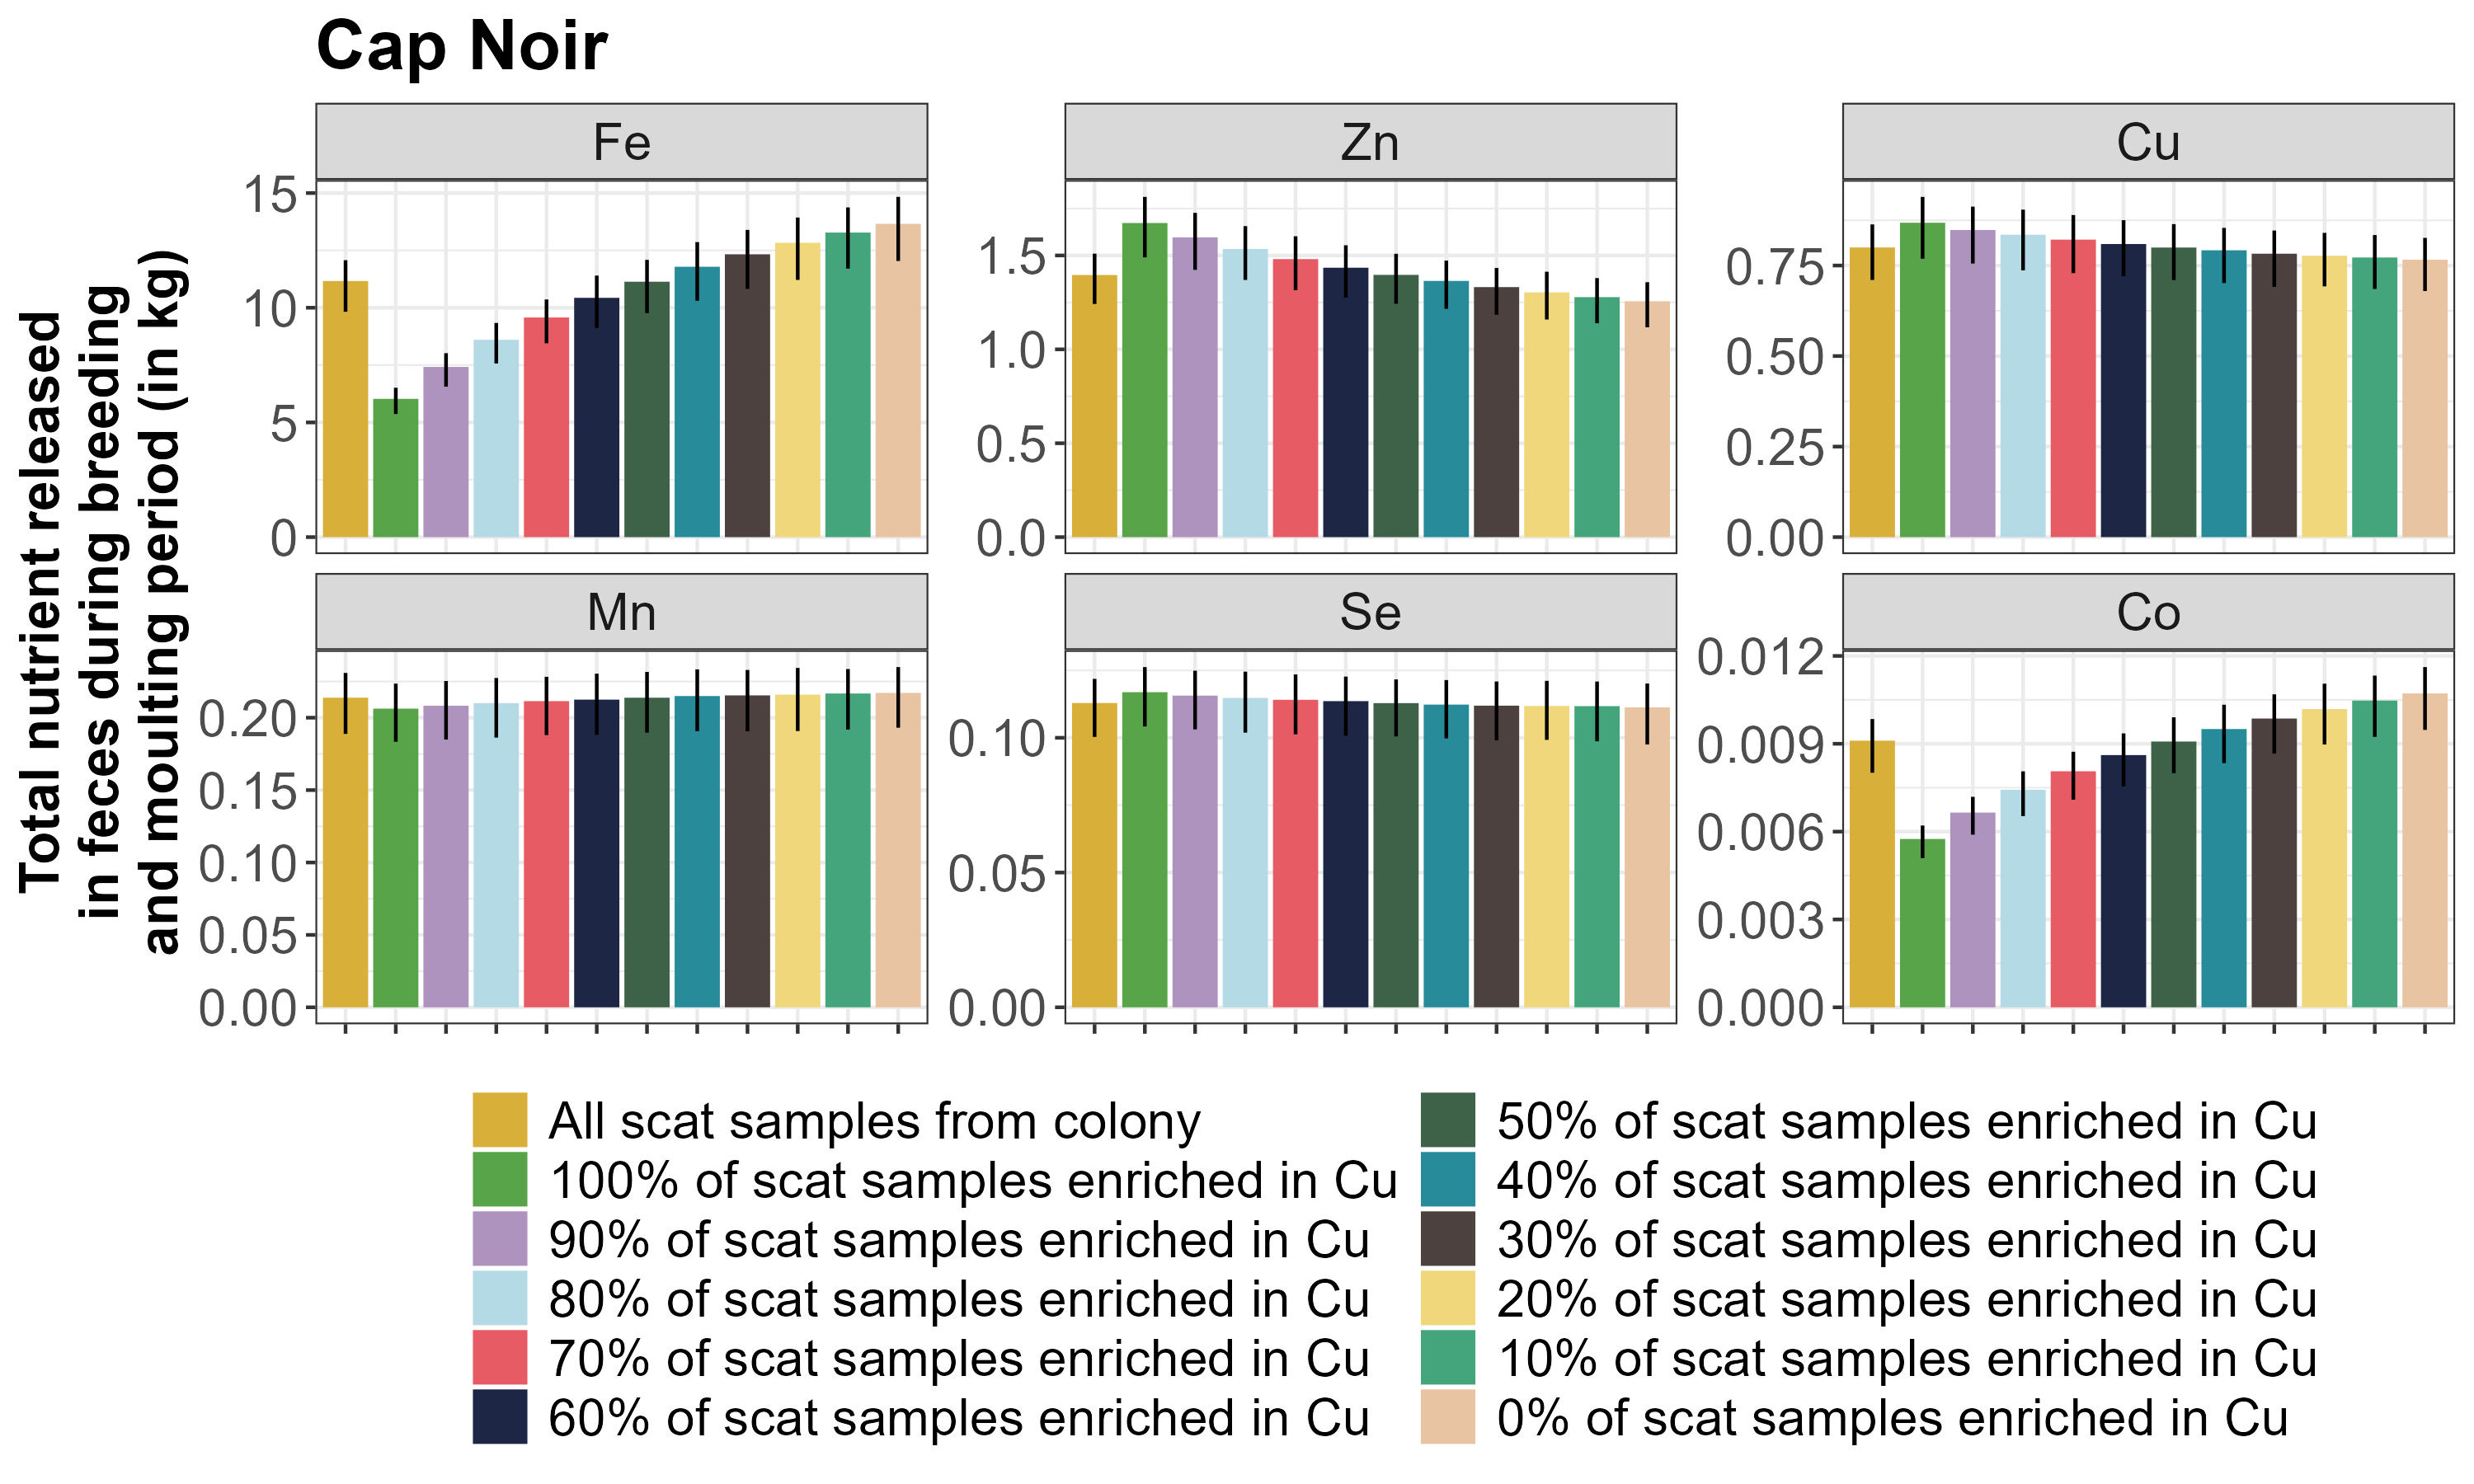 Cap Noir
Total nutrient released
in feces during breeding
and moulting period (in kg)
Fe
15
10
5
0
Zn
1.5
1.0
0.5
0.0
Cu
0.75
0.50
0.25
0.00
Mn
0.20
0.15
0.10
0.05
0.00
Se
0.10
0.05
0.00
Co
0.012
0.009
0.006
0.003
0.000
All scat samples from colony
100% of scat samples enriched in Cu
90% of scat samples enriched in Cu
80% of scat samples enriched in Cu
70% of scat samples enriched in Cu
60% of scat samples enriched in Cu
50% of scat samples enriched in Cu
40% of scat samples enriched in Cu
30% of scat samples enriched in Cu
20% of scat samples enriched in Cu
10% of scat samples enriched in Cu
0% of scat samples enriched in Cu